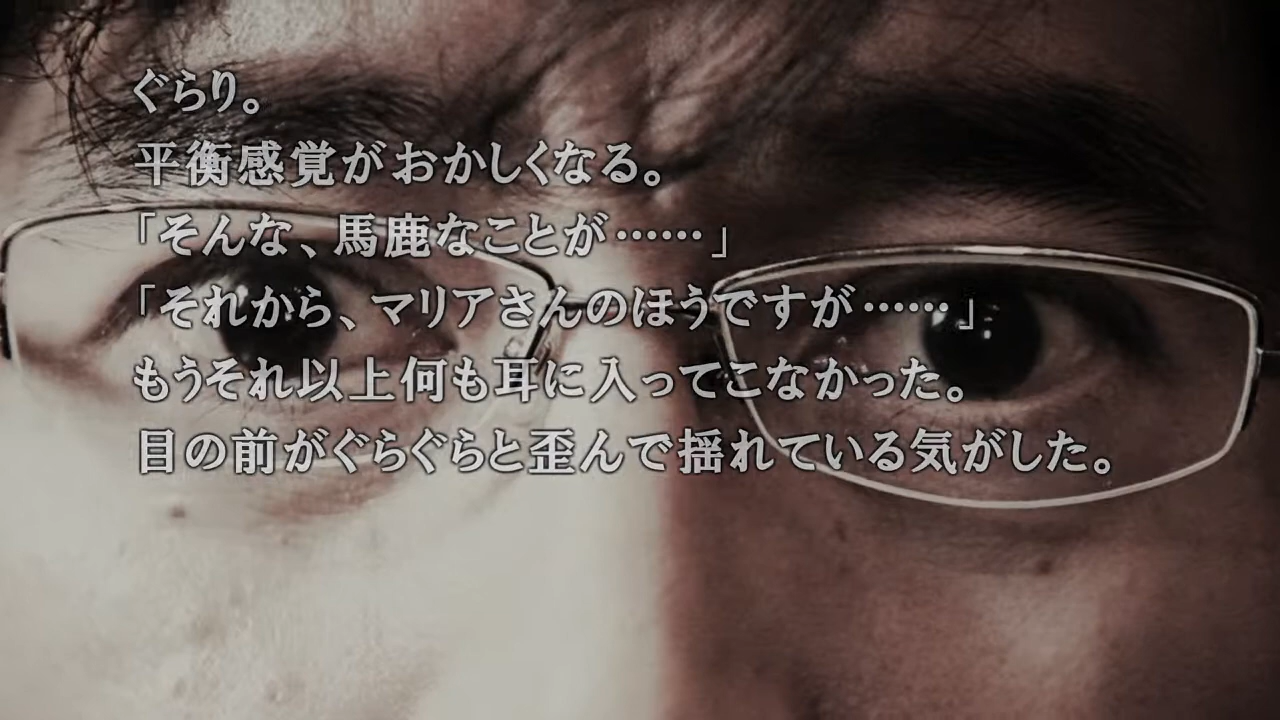 ぐらり。
平衡感覚がおかしくなる。
「そんな、馬鹿なことが……」
「それから、マリアさんのほうですが……」
もうそれ以上何も耳に入ってこなかった。
目の前がぐらぐらと歪んで揺れている気がした。